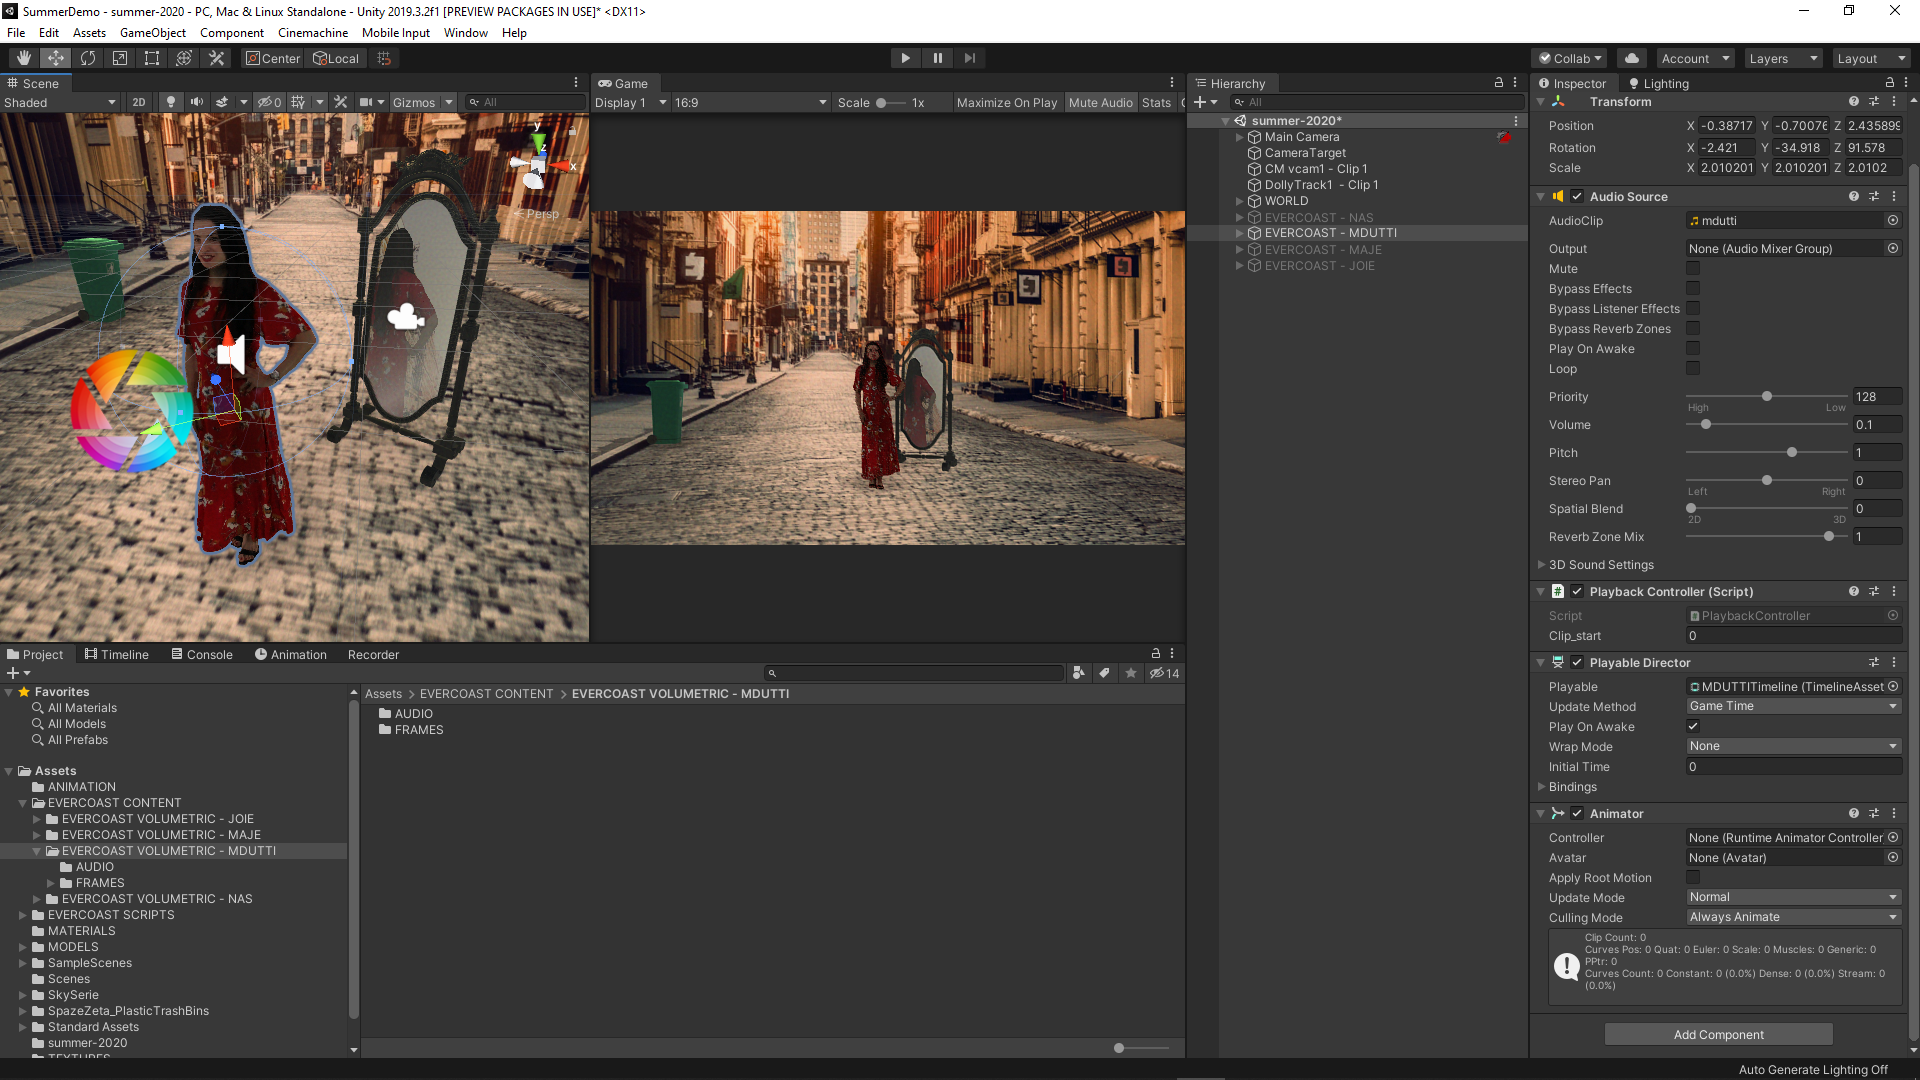 SummerDemo - summer-2020 - PC, Mac & Linux Standalone - Unity 2019.3.2f1 [PREVIEW PACKAGES IN USE]* <DX11>
File Edit Assets GameObject Component Cinemachine Mobile Input Window Help
Center Local
Collab Account Layers Layout
Scene
Shaded 2D 0 Gizmos All
y
z
x
Persp
Game
Display 1 16:9 Scale 1x Maximize On Play Mute Audio Stats
Hierarchy
All
summer-2020*
Main Camera
CameraTarget
CM vcam1 - Clip 1
DollyTrack1 - Clip 1
WORLD
EVERCOAST - NAS
EVERCOAST - MDUTTI
EVERCOAST - MAJE
EVERCOAST - JOIE
Inspector Lighting
Transform
Position X -0.38717 Y -0.70076 Z 2.435899
Rotation X -2.421 Y -34.918 Z 91.578
Scale X 2.010201 Y 2.010201 Z 2.0102
Audio Source
AudioClip mdutti
Output None (Audio Mixer Group)
Mute
Bypass Effects
Bypass Listener Effects
Bypass Reverb Zones
Play On Awake
Loop
Priority 128
High Low
Volume 0.1
Pitch 1
Stereo Pan 0
Left Right
Spatial Blend 0
2D 3D
Reverb Zone Mix 1
3D Sound Settings
Playback Controller (Script)
Script PlaybackController
Clip_start 0
Playable Director
Playable MDUTTITimeline (TimelineAsset
Update Method Game Time
Play On Awake
Wrap Mode None
Initial Time 0
Bindings
Animator
Controller None (Runtime Animator Controller
Avatar None (Avatar)
Apply Root Motion
Update Mode Normal
Culling Mode Always Animate
Clip Count: 0
Curves Pos: 0 Quat: 0 Euler: 0 Scale: 0 Muscles: 0 Generic: 0
PPtr: 0
Curves Count: 0 Constant: 0 (0.0%) Dense: 0 (0.0%) Stream: 0
(0.0%)
Add Component
Project Timeline Console Animation Recorder
14
Favorites
All Materials
All Models
All Prefabs
Assets
ANIMATION
EVERCOAST CONTENT
EVERCOAST VOLUMETRIC - JOIE
EVERCOAST VOLUMETRIC - MAJE
EVERCOAST VOLUMETRIC - MDUTTI
AUDIO
FRAMES
EVERCOAST VOLUMETRIC - NAS
EVERCOAST SCRIPTS
MATERIALS
MODELS
SampleScenes
Scenes
SkySerie
SpazeZeta_PlasticTrashBins
Standard Assets
summer-2020
TEXTURES
Assets > EVERCOAST CONTENT > EVERCOAST VOLUMETRIC - MDUTTI
AUDIO
FRAMES
Auto Generate Lighting Off